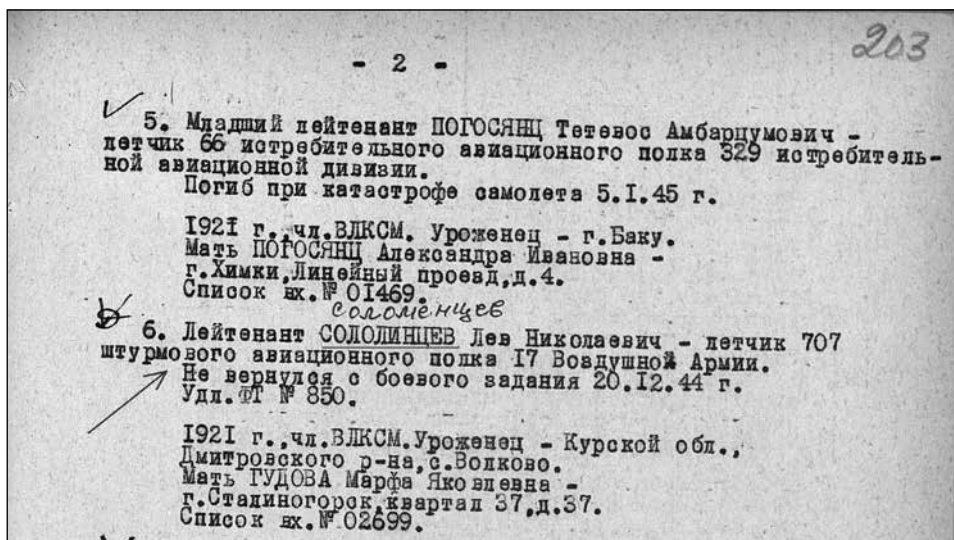 203
- 2 -
5. Младший лейтенант ПОГОСЯНЦ Тетевос Амбарцумович -
летчик 66 истребительного авиационного полка 329 истребитель-
ной авиационной дивизии.
Погиб при катастрофе самолета 5.I.45 г.
I92I г.,чл.ВЛКСМ. Уроженец - г.Баку.
Мать ПОГОСЯНЦ Александра Ивановна -
г.Химки,Линейный проезд,д.4.
Список вх.№ 0I469.
соломенцев
6. Лейтенант СОЛОЛИНЦЕВ Лев Николаевич - летчик 707
штурмового авиационного полка I7 Воздушной Армии.
Не вернулся с боевого задания 20.I2.44 г.
Удл.ФТ № 850.
I92I г.,чл.ВЛКСМ.Уроженец - Курской обл.,
Дмитровского р-на,с.Волково.
Мать ГУДОВА Марфа Яковлевна -
г.Сталиногорск,квартал 37,д.37.
Список вх.№ 02699.